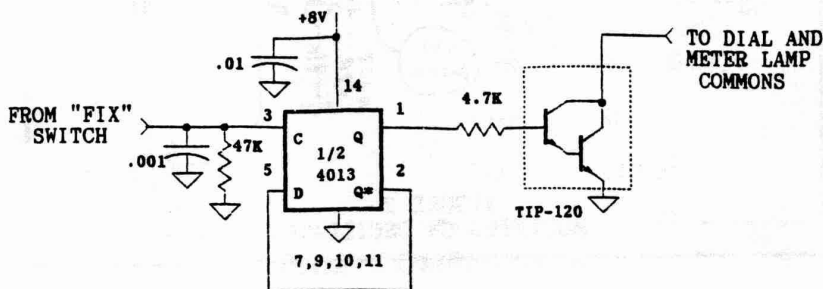 +8V
.01
14
TO DIAL AND
METER LAMP
COMMONS
4.7K
FROM "FIX"
SWITCH
3
1
C
Q
47K
1/2
4013
.001
5
2
D
Q*
TIP-120
7,9,10,11